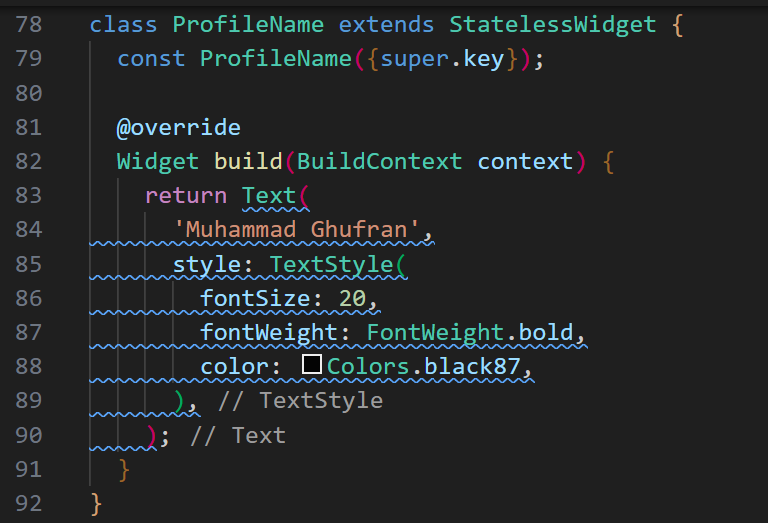 78 class ProfileName extends StatelessWidget {
79 const ProfileName({super.key});
80
81 @override
82 Widget build(BuildContext context) {
83 return Text(
84 'Muhammad Ghufran',
85 style: TextStyle(
86 fontSize: 20,
87 fontWeight: FontWeight.bold,
88 color: Colors.black87,
89 ), // TextStyle
90 ); // Text
91 }
92 }